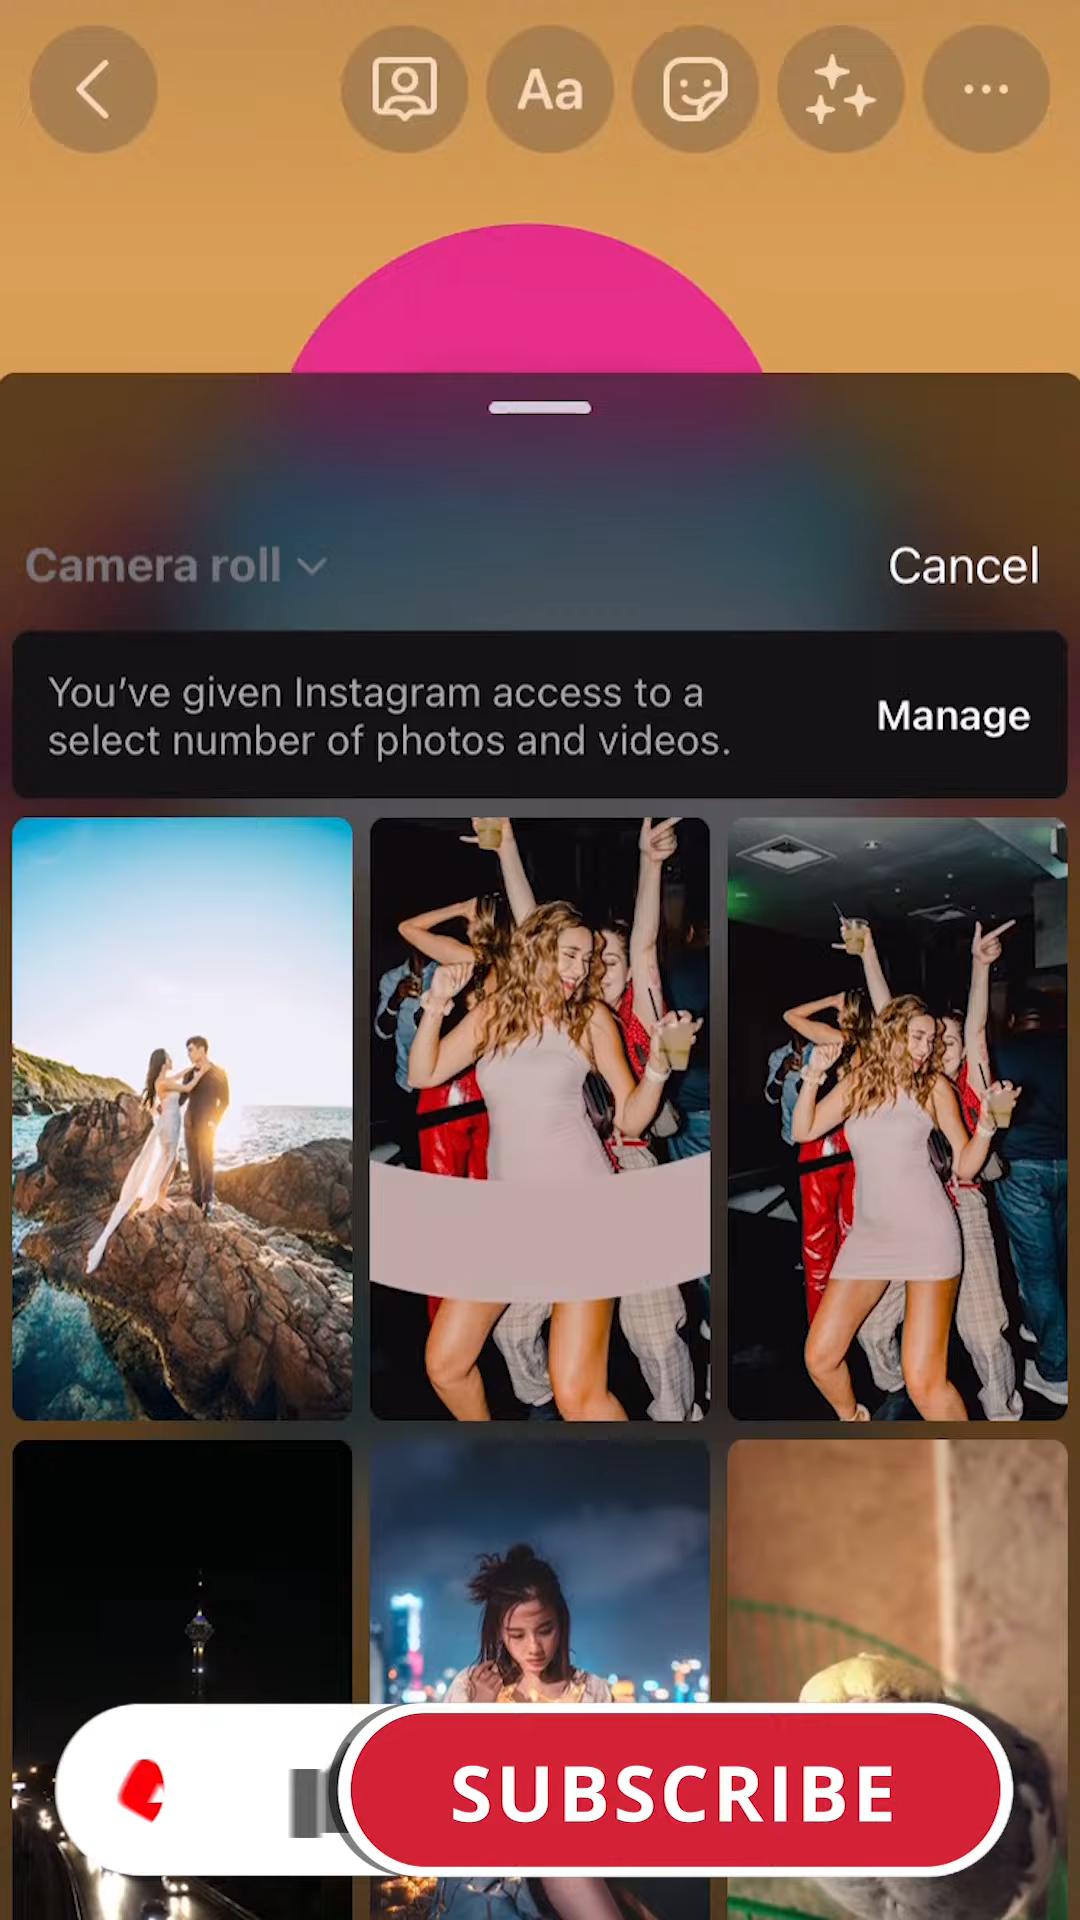 Aa
Camera roll
Cancel
You've given Instagram access to a
select number of photos and videos.
Manage
SUBSCRIBE